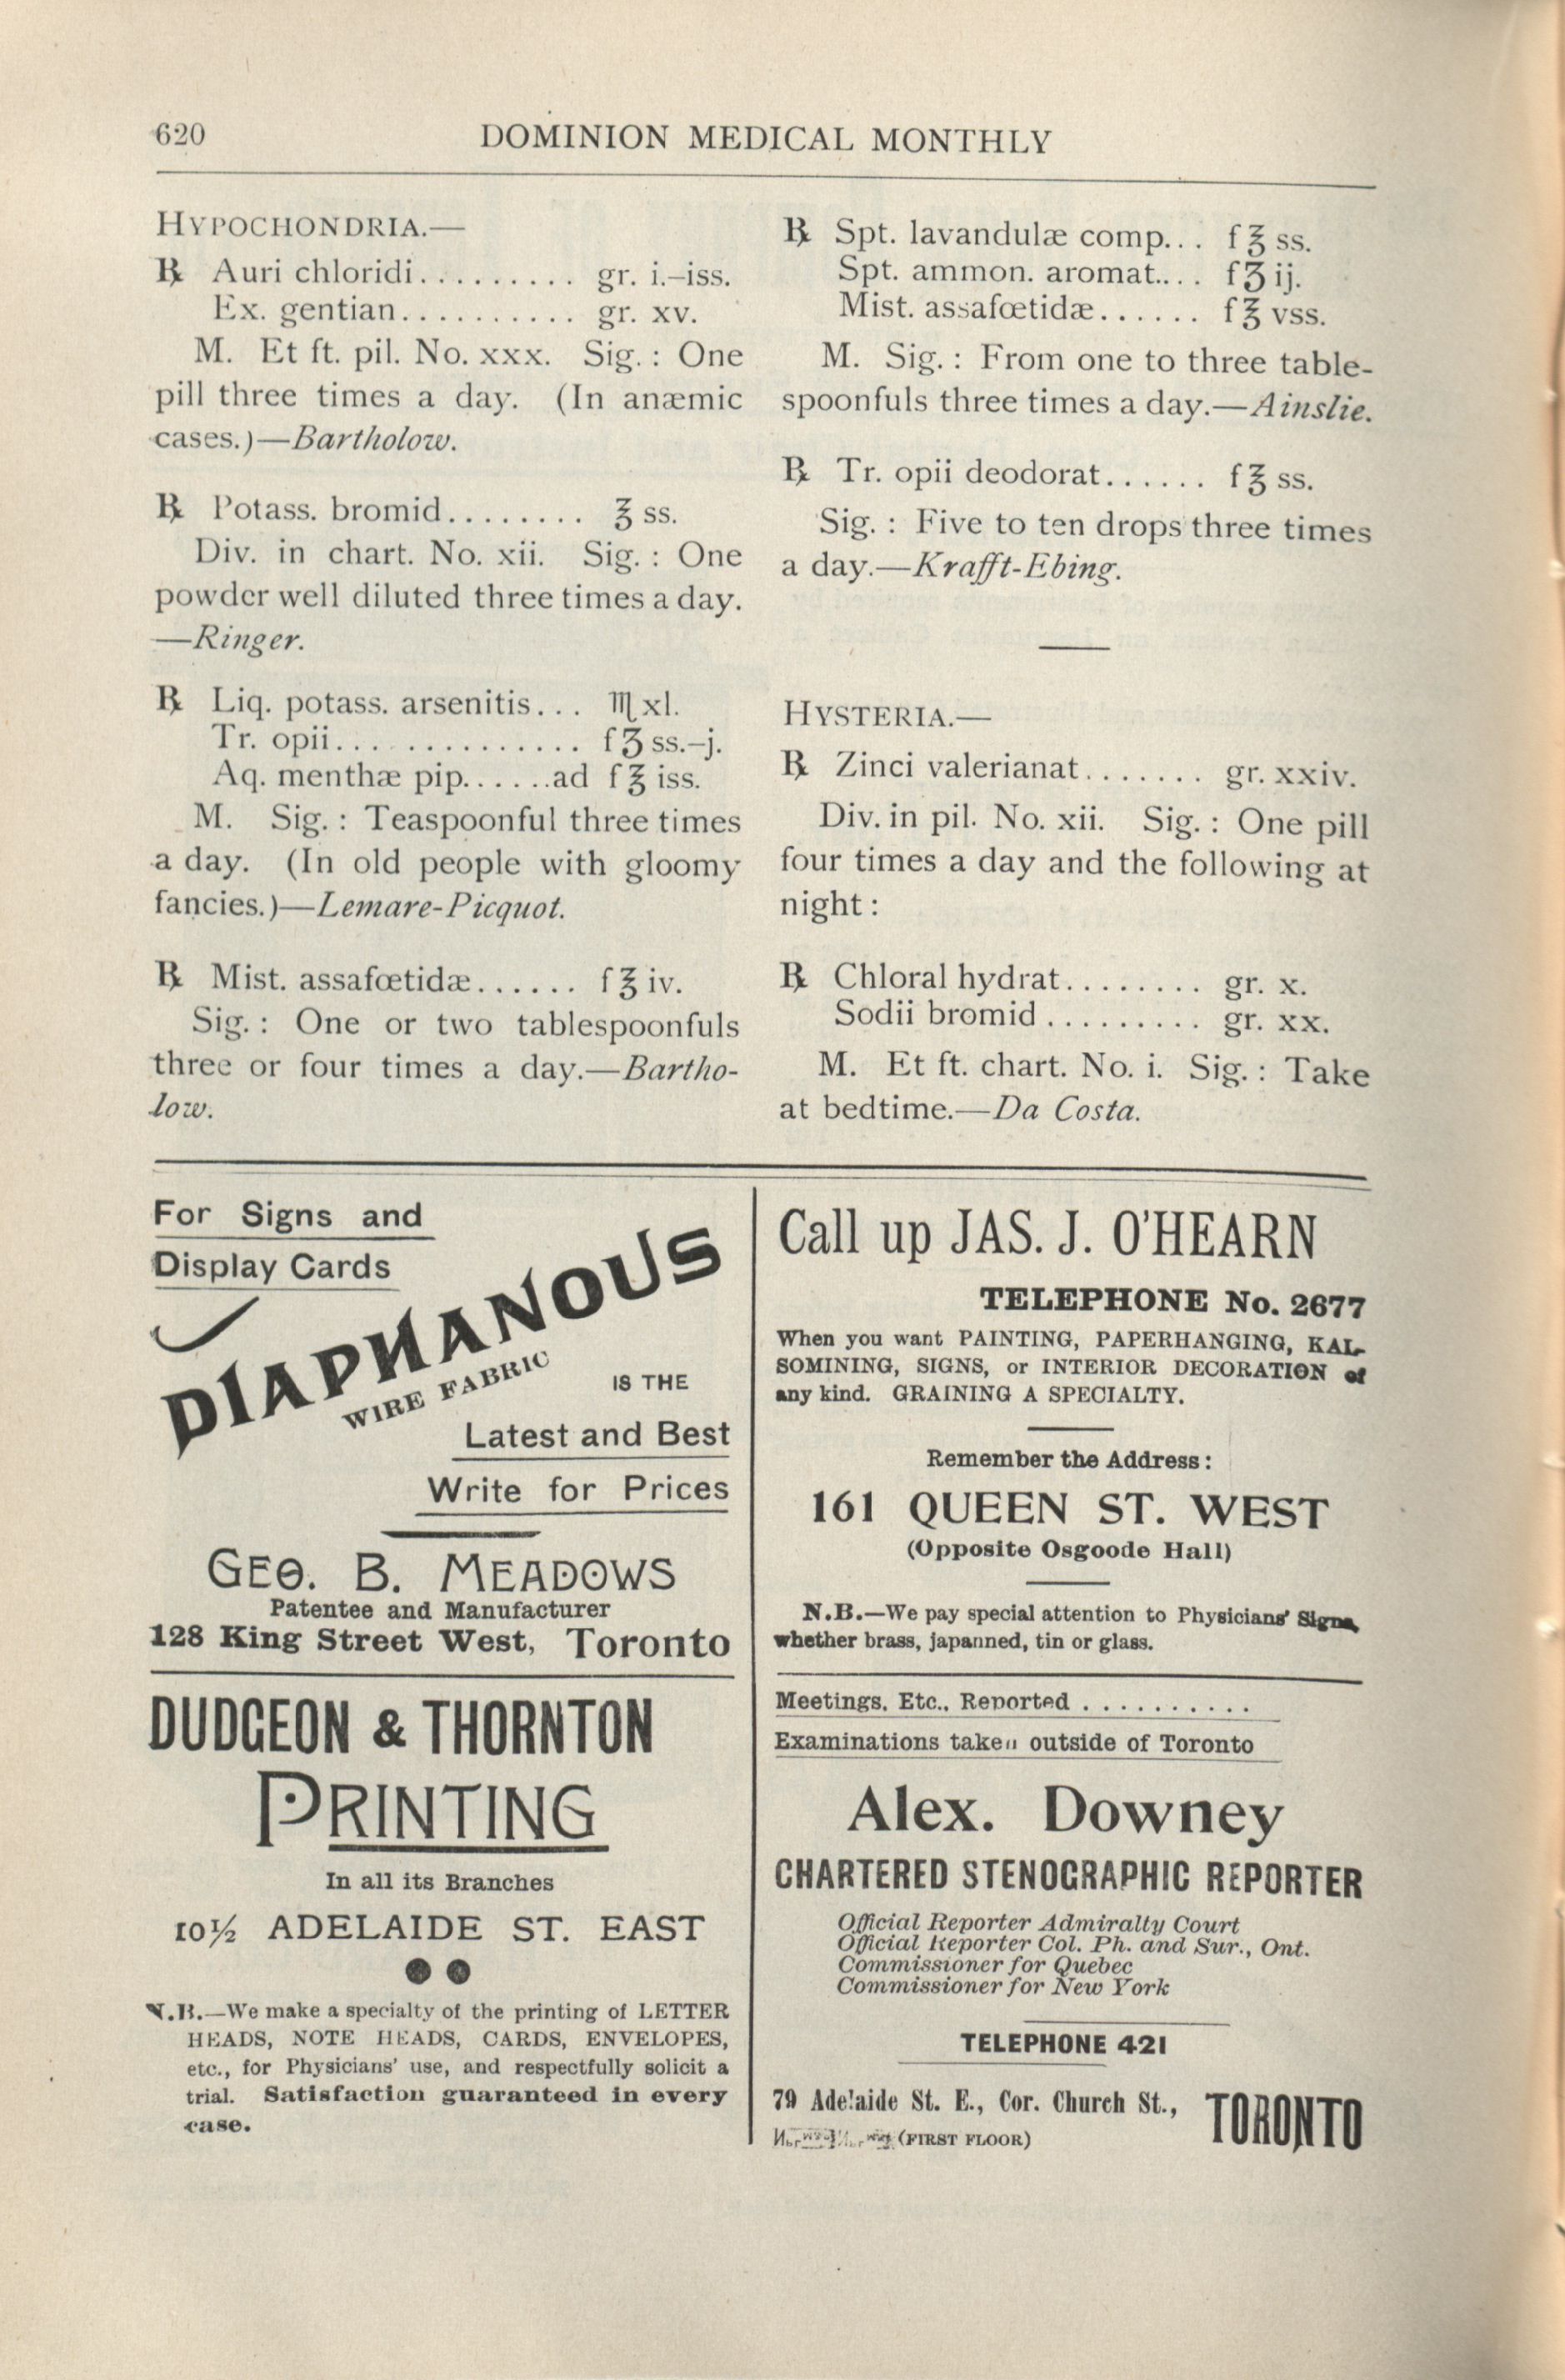 620 DOMINION MEDICAL MONTHLY
HYPOCHONDRIA.—
℞ Auri chloridi.......... gr. i.–iss.
Ex. gentian........... gr. xv.
M. Et ft. pil. No. xxx. Sig.: One
pill three times a day. (In anæmic
cases.)—Bartholow.
℞ Potass. bromid........ ℥ ss.
Div. in chart. No. xii. Sig.: One
powder well diluted three times a day.
—Ringer.
℞ Liq. potass. arsenitis... ♏ xl.
Tr. opii.............. fʒ ss.–j.
Aq. menthæ pip......ad f℥ iss.
M. Sig.: Teaspoonful three times
a day. (In old people with gloomy
fancies.)—Lemare-Picquot.
℞ Mist. assafœtidæ...... f℥ iv.
Sig.: One or two tablespoonfuls
three or four times a day.—Bartho-
low.
℞ Spt. lavandulæ comp... f℥ ss.
Spt. ammon. aromat.... fʒ ij.
Mist. assafœtidæ...... f℥ vss.
M. Sig.: From one to three table-
spoonfuls three times a day.—Ainslie.
℞ Tr. opii deodorat...... f℥ ss.
Sig.: Five to ten drops three times
a day.—Krafft-Ebing.
HYSTERIA.—
℞ Zinci valerianat....... gr. xxiv.
Div. in pil. No. xii. Sig.: One pill
four times a day and the following at
night:
℞ Chloral hydrat........ gr. x.
Sodii bromid......... gr. xx.
M. Et ft. chart. No. i. Sig.: Take
at bedtime.—Da Costa.
For Signs and
Display Cards
DIAPHANOUS
WIRE FABRIC
IS THE
Latest and Best
Write for Prices
GEO. B. MEADOWS
Patentee and Manufacturer
128 King Street West, Toronto
DUDGEON & THORNTON
PRINTING
In all its Branches
10½ ADELAIDE ST. EAST
N.B.—We make a specialty of the printing of LETTER
HEADS, NOTE HEADS, CARDS, ENVELOPES,
etc., for Physicians' use, and respectfully solicit a
trial. Satisfaction guaranteed in every
case.
Call up JAS. J. O'HEARN
TELEPHONE No. 2677
When you want PAINTING, PAPERHANGING, KAL-
SOMINING, SIGNS, or INTERIOR DECORATION of
any kind. GRAINING A SPECIALTY.
Remember the Address:
161 QUEEN ST. WEST
(Opposite Osgoode Hall)
N.B.—We pay special attention to Physicians' Signs,
whether brass, japanned, tin or glass.
Meetings, Etc., Reported ..........
Examinations taken outside of Toronto
Alex. Downey
CHARTERED STENOGRAPHIC REPORTER
Official Reporter Admiralty Court
Official Reporter Col. Ph. and Sur., Ont.
Commissioner for Quebec
Commissioner for New York
TELEPHONE 421
79 Adelaide St. E., Cor. Church St., TORONTO
(FIRST FLOOR)